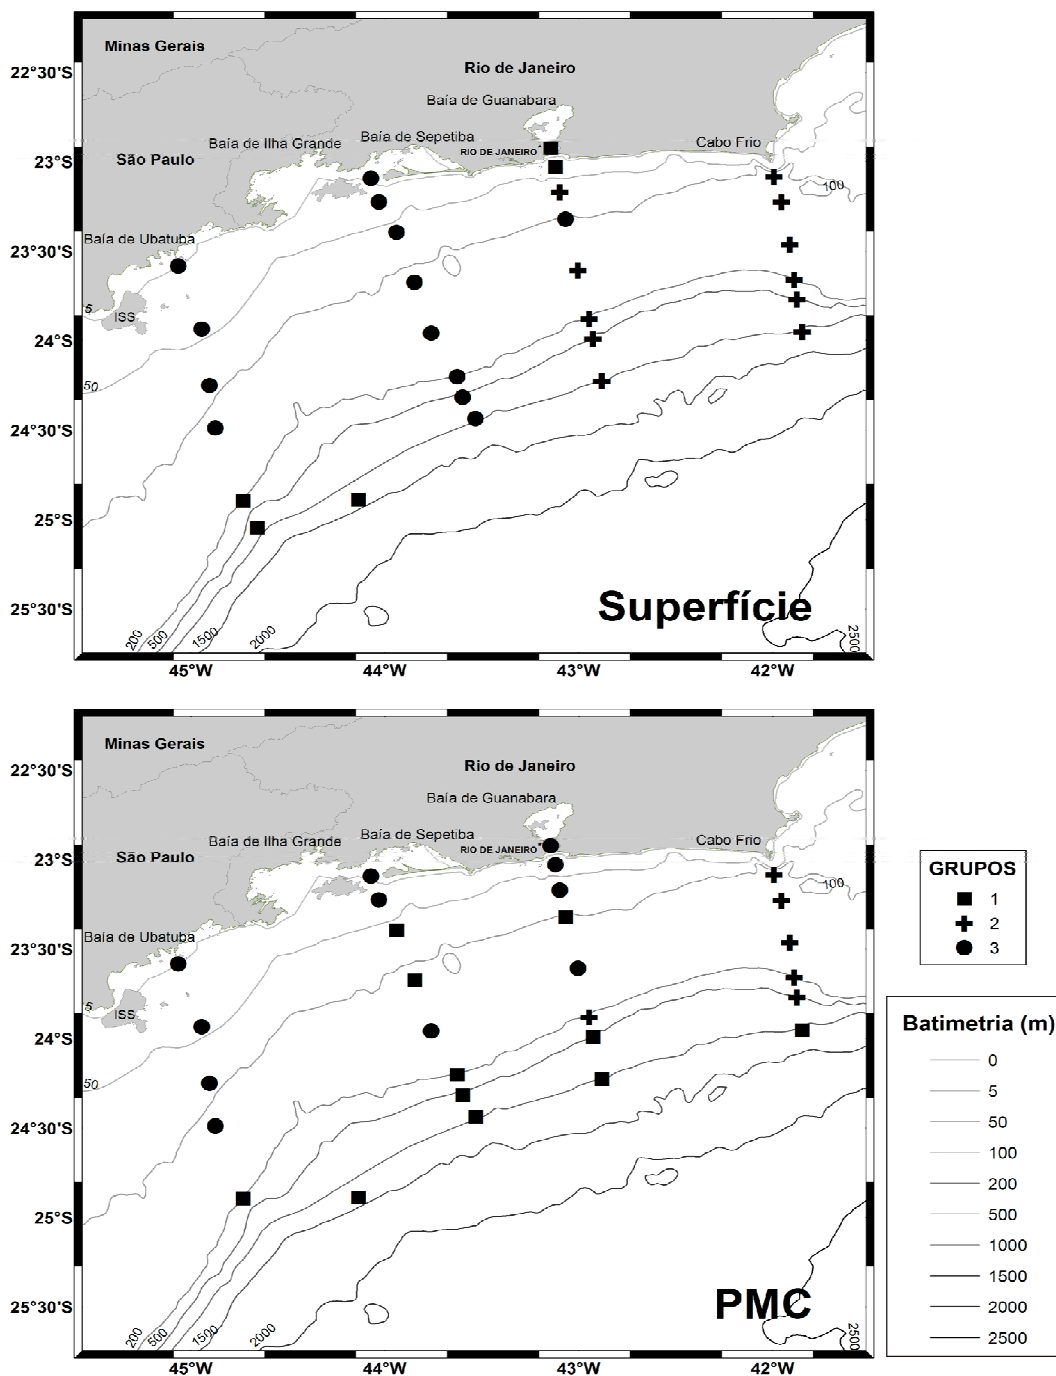 Minas Gerais
22°30'S
Rio de Janeiro
Baía de Guanabara
Baía de Ilha Grande
Baía de Sepetiba
Cabo Frio
RIO DE JANEIRO
23°S
São Paulo
100
23°30'S
Baía de Ubatuba
5
ISS
24°S
50
24°30'S
25°S
25°30'S
Superfície
200
500
1500
2000
2500
45°W
44°W
43°W
42°W
Minas Gerais
22°30'S
Rio de Janeiro
Baía de Guanabara
Baía de Ilha Grande
Baía de Sepetiba
Cabo Frio
RIO DE JANEIRO
23°S
São Paulo
100
23°30'S
Baía de Ubatuba
5
ISS
24°S
50
24°30'S
25°S
25°30'S
PMC
200
500
1500
2000
2500
45°W
44°W
43°W
42°W
GRUPOS
1
2
3
Batimetria (m)
0
5
50
100
200
500
1000
1500
2000
2500